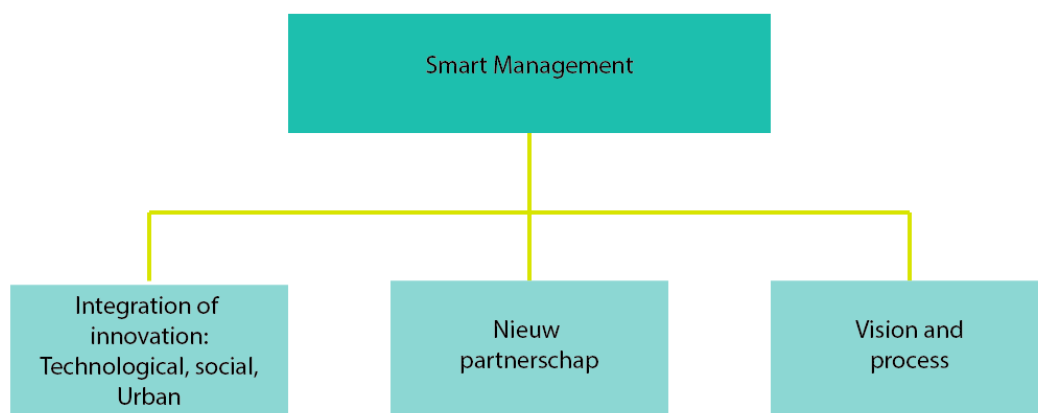 Smart Management
Integration of
innovation:
Technological, social,
Urban
Nieuw
partnerschap
Vision and
process